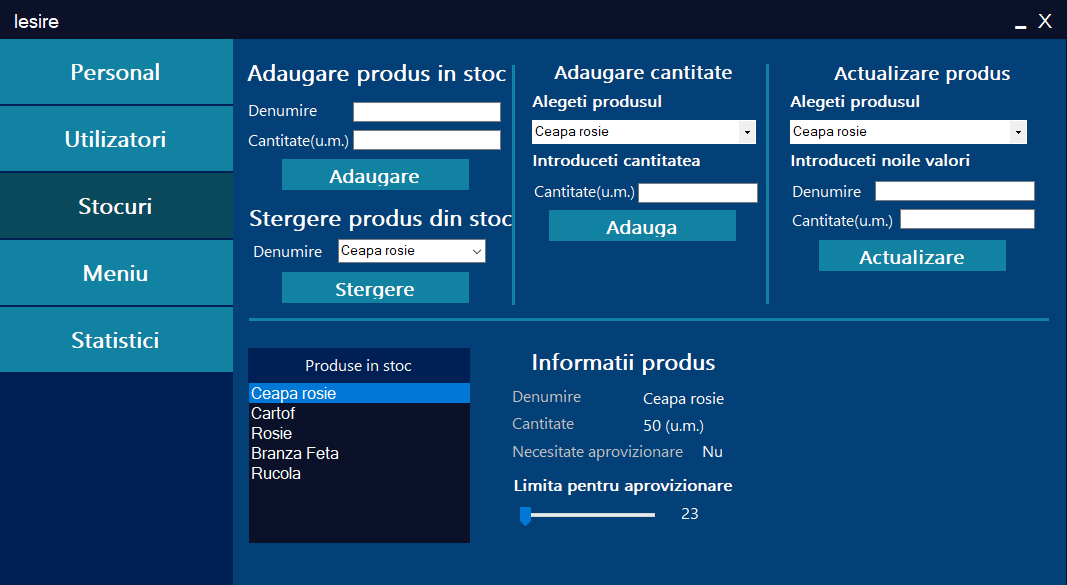 Iesire
X
Personal
Utilizatori
Stocuri
Meniu
Statistici
Adaugare produs in stoc
Denumire
Cantitate(u.m.)
Adaugare
Stergere produs din stoc
Denumire Ceapa rosie
Stergere
Adaugare cantitate
Alegeti produsul
Ceapa rosie
Introduceti cantitatea
Cantitate(u.m.)
Adauga
Actualizare produs
Alegeti produsul
Ceapa rosie
Introduceti noile valori
Denumire
Cantitate(u.m.)
Actualizare
Produse in stoc
Ceapa rosie
Cartof
Rosie
Branza Feta
Rucola
Informatii produs
Denumire Ceapa rosie
Cantitate 50 (u.m.)
Necesitate aprovizionare Nu
Limita pentru aprovizionare
23